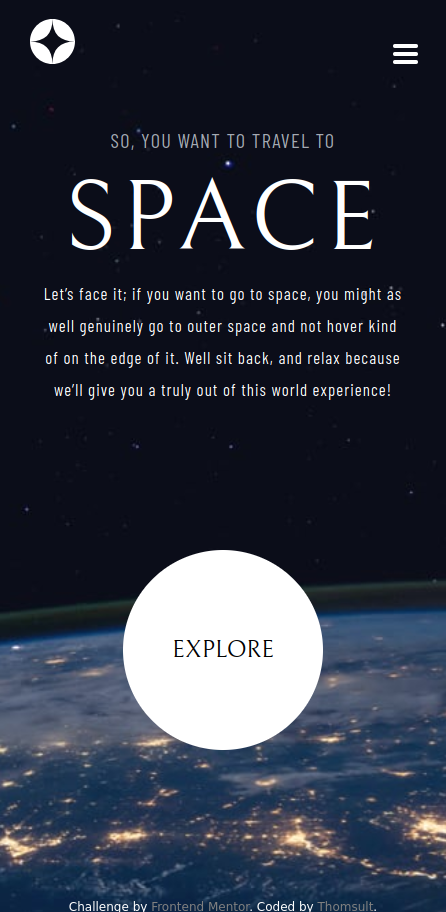 SO, YOU WANT TO TRAVEL TO
SPACE
Let’s face it; if you want to go to space, you might as
well genuinely go to outer space and not hover kind
of on the edge of it. Well sit back, and relax because
we’ll give you a truly out of this world experience!
EXPLORE
Challenge by Frontend Mentor. Coded by Thomsult.